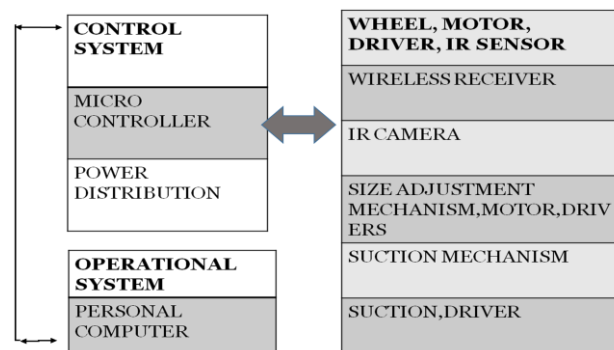 CONTROL
SYSTEM
MICRO
CONTROLLER
POWER
DISTRIBUTION
OPERATIONAL
SYSTEM
PERSONAL
COMPUTER
WHEEL, MOTOR,
DRIVER, IR SENSOR
WIRELESS RECEIVER
IR CAMERA
SIZE ADJUSTMENT
MECHANISM,MOTOR,DRIV
ERS
SUCTION MECHANISM
SUCTION,DRIVER